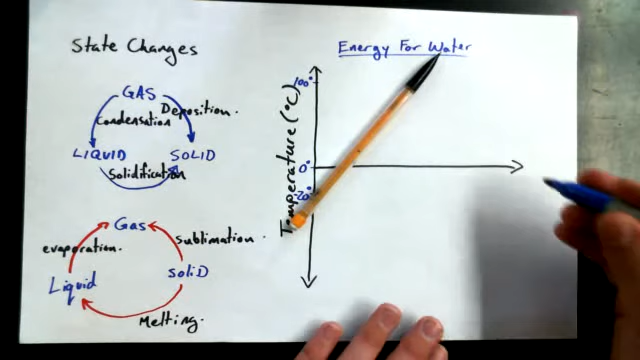 State Changes
GAS
Condensation
Deposition.
LIQUID
SOLID
Solidification
Gas
evaporation.
sublimation.
Liquid
SoliD
Melting.
Energy For Water
100°
Temperature (°C)
0°
-20°